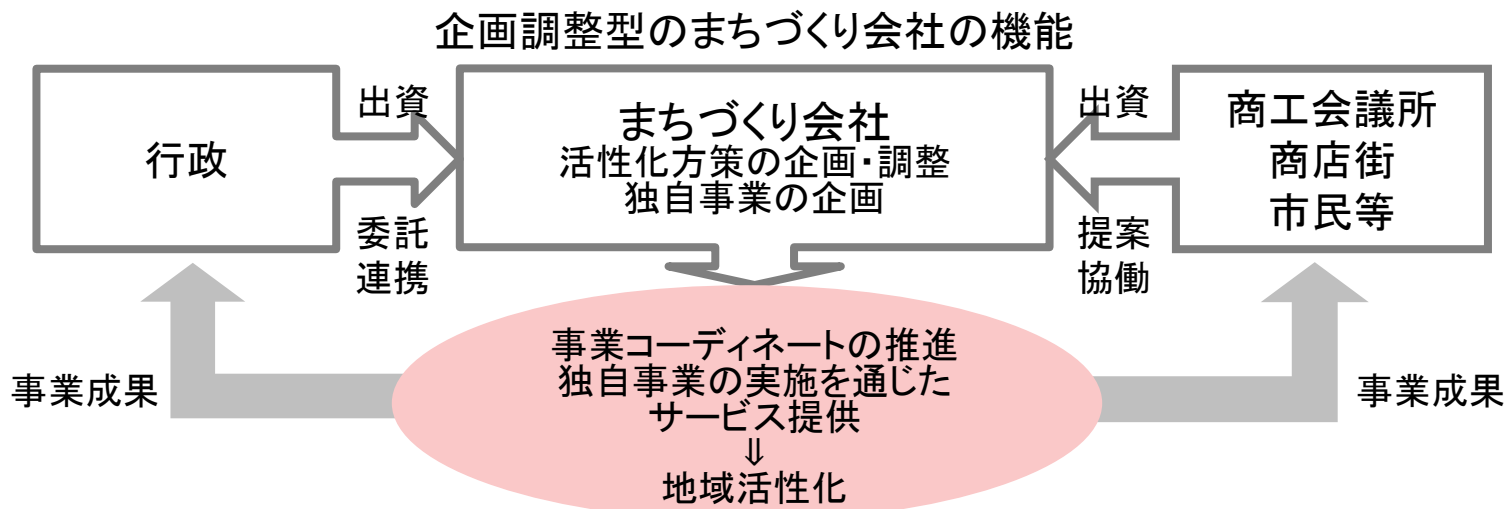 企画調整型のまちづくり会社の機能
行政
出資
委託
連携
まちづくり会社
活性化方策の企画・調整
独自事業の企画
出資
提案
協働
商工会議所
商店街
市民等
事業成果
事業コーディネートの推進
独自事業の実施を通じた
サービス提供
⇓
地域活性化
事業成果